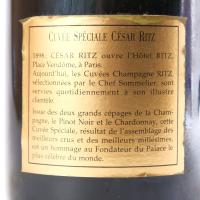 CUVÉE SPÉCIALE CÉSAR RITZ
1898. CÉSAR RITZ ouvre l'Hôtel RITZ,
Place Vendôme, à Paris.
Aujourd'hui, les Cuvées Champagne RITZ,
sélectionnées par le Chef Sommelier, sont
servies quotidiennement à son illustre
clientèle.
Issue des deux grands cépages de la Cham-
pagne, le Pinot Noir et le Chardonnay, cette
Cuvée Spéciale, résultat de l'assemblage des
meilleurs crus et des meilleurs millésimes,
est un hommage au Fondateur du Palace le
plus célèbre du monde.